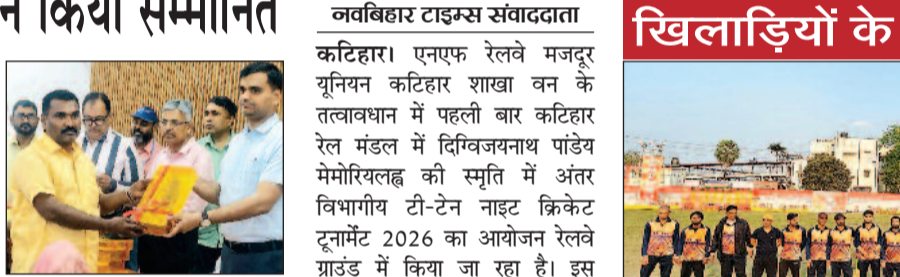 ने किया सम्मानित
नवबिहार टाइम्स संवाददाता
कटिहार। एनएफ रेलवे मजदूर
यूनियन कटिहार शाखा वन के
तत्वावधान में पहली बार कटिहार
रेल मंडल में दिग्विजयनाथ पांडेय
मेमोरियलह्व की स्मृति में अंतर
विभागीय टी-टेन नाइट क्रिकेट
टूनार्मेंट 2026 का आयोजन रेलवे
ग्राउंड में किया जा रहा है। इस
खिलाड़ियों के